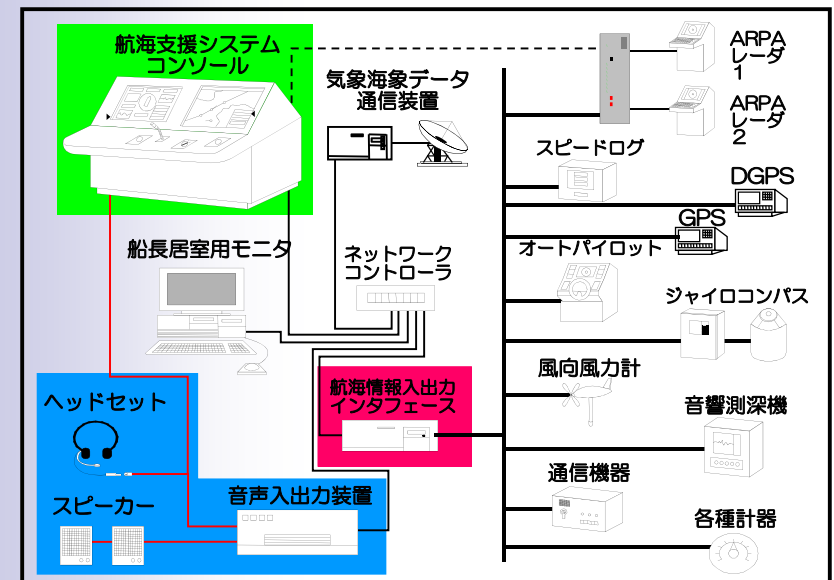 航海支援システム
コンソール
気象海象データ
通信装置
ARPA
レーダ
1
ARPA
レーダ
2
スピードログ
DGPS
GPS
船長居室用モニタ
ネットワーク
コントローラ
オートパイロット
ジャイロコンパス
航海情報入出力
インタフェース
風向風力計
ヘッドセット
音響測深機
スピーカー
音声入出力装置
通信機器
各種計器